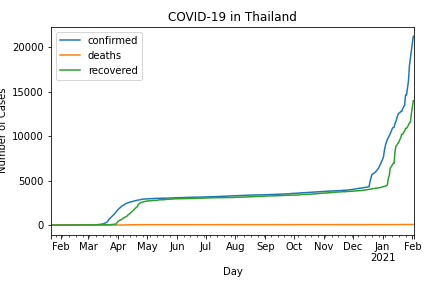 COVID-19 in Thailand
confirmed
deaths
recovered
20000
15000
10000
5000
0
Number of Cases
Feb Mar Apr May Jun Jul Aug Sep Oct Nov Dec Jan Feb
2021
Day